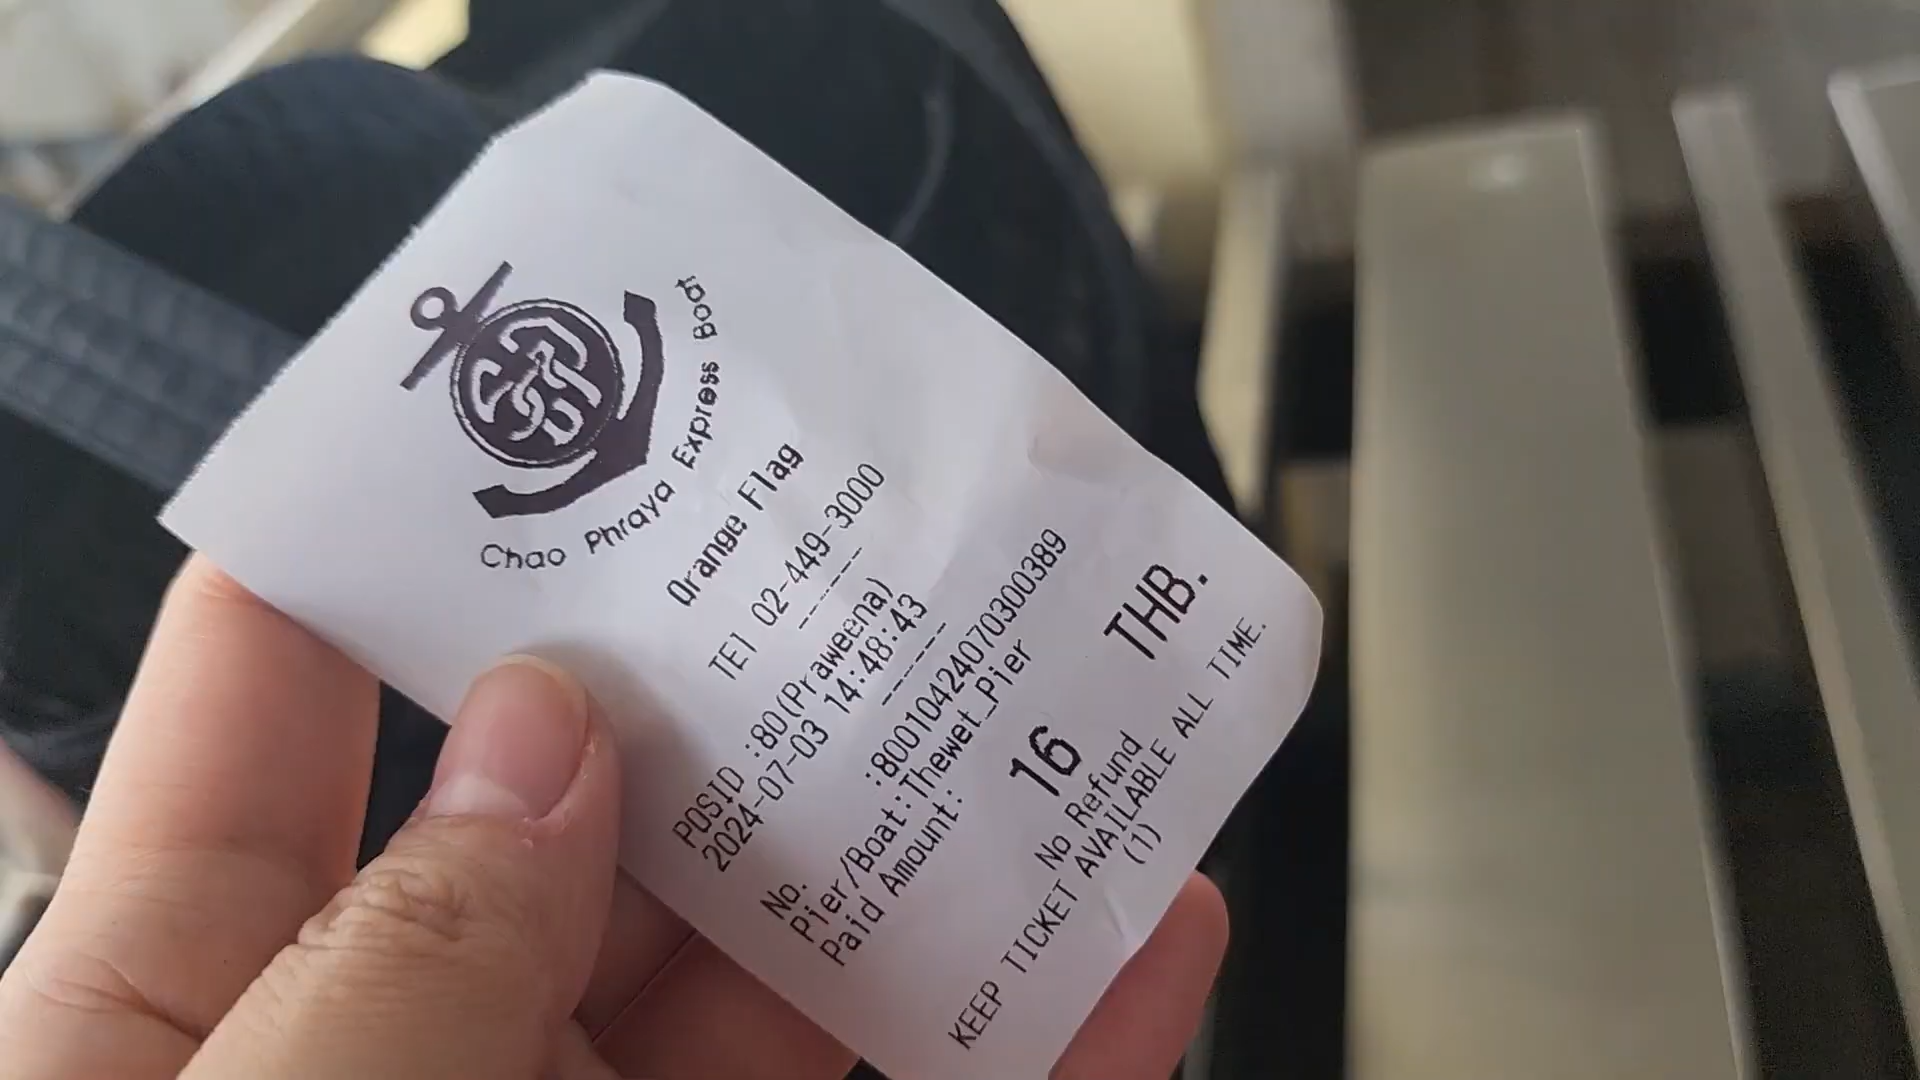 Chao Phraya Express Boat
Orange Flag
TEl 02-449-3000
------
POSID :80(Praweena)
2024-07-03 14:48:43
------
No. :80010424070300389
Pier/Boat:Thewet_Pier
Paid Amount: 16 THB.
No Refund
KEEP TICKET AVAILABLE ALL TIME.
(1)